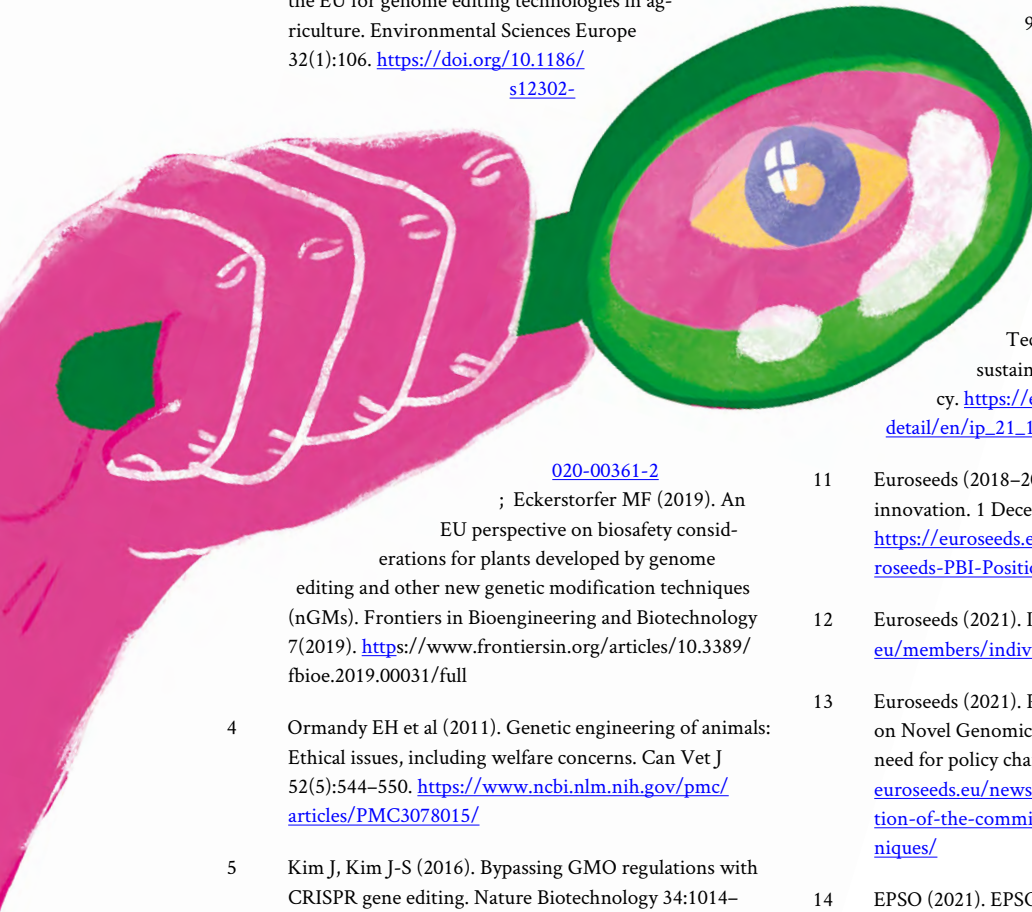 the EU for genome editing technologies in ag-
riculture. Environmental Sciences Europe
32(1):106. https://doi.org/10.1186/
s12302-
020-00361-2
; Eckerstorfer MF (2019). An
EU perspective on biosafety consid-
erations for plants developed by genome
editing and other new genetic modification techniques
(nGMs). Frontiers in Bioengineering and Biotechnology
7(2019). https://www.frontiersin.org/articles/10.3389/
fbioe.2019.00031/full
4 Ormandy EH et al (2011). Genetic engineering of animals:
Ethical issues, including welfare concerns. Can Vet J
52(5):544–550. https://www.ncbi.nlm.nih.gov/pmc/
articles/PMC3078015/
5 Kim J, Kim J-S (2016). Bypassing GMO regulations with
CRISPR gene editing. Nature Biotechnology 34:1014–
9
sustain
cy. https://e
detail/en/ip_21_1
11 Euroseeds (2018–20
innovation. 1 Dece
https://euroseeds.e
roseeds-PBI-Positio
12 Euroseeds (2021).
eu/members/indiv
13 Euroseeds (2021).
on Novel Genomic
need for policy cha
euroseeds.eu/news
tion-of-the-commi
niques/
14 EPSO (2021). EPSO